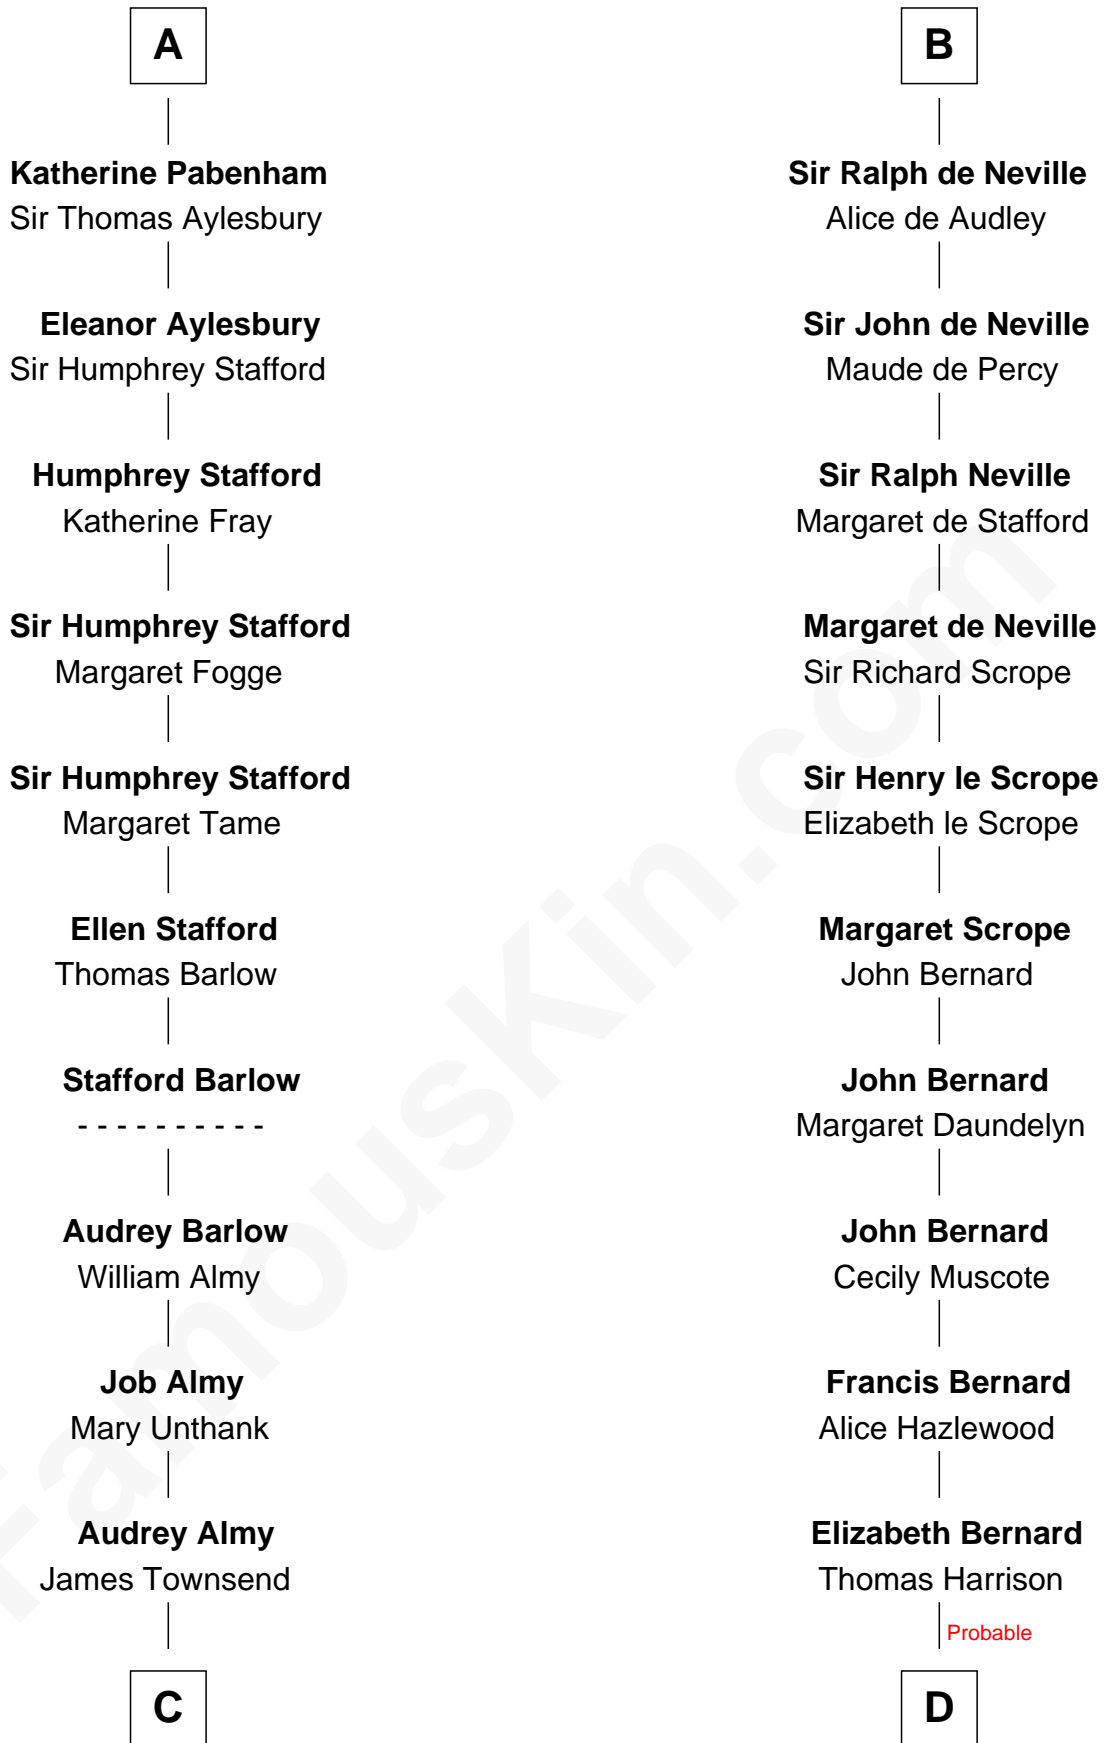 A
Katherine Pabenham
Sir Thomas Aylesbury
Eleanor Aylesbury
Sir Humphrey Stafford
Humphrey Stafford
Katherine Fray
Sir Humphrey Stafford
Margaret Fogge
Sir Humphrey Stafford
Margaret Tame
Ellen Stafford
Thomas Barlow
Stafford Barlow
- - - - - - - - - -
Audrey Barlow
William Almy
Job Almy
Mary Unthank
Audrey Almy
James Townsend
C
B
Sir Ralph de Neville
Alice de Audley
Sir John de Neville
Maude de Percy
Sir Ralph Neville
Margaret de Stafford
Margaret de Neville
Sir Richard Scrope
Sir Henry le Scrope
Elizabeth le Scrope
Margaret Scrope
John Bernard
John Bernard
Margaret Daundelyn
John Bernard
Cecily Muscote
Francis Bernard
Alice Hazlewood
Elizabeth Bernard
Thomas Harrison
Probable
D
FamousKin.com